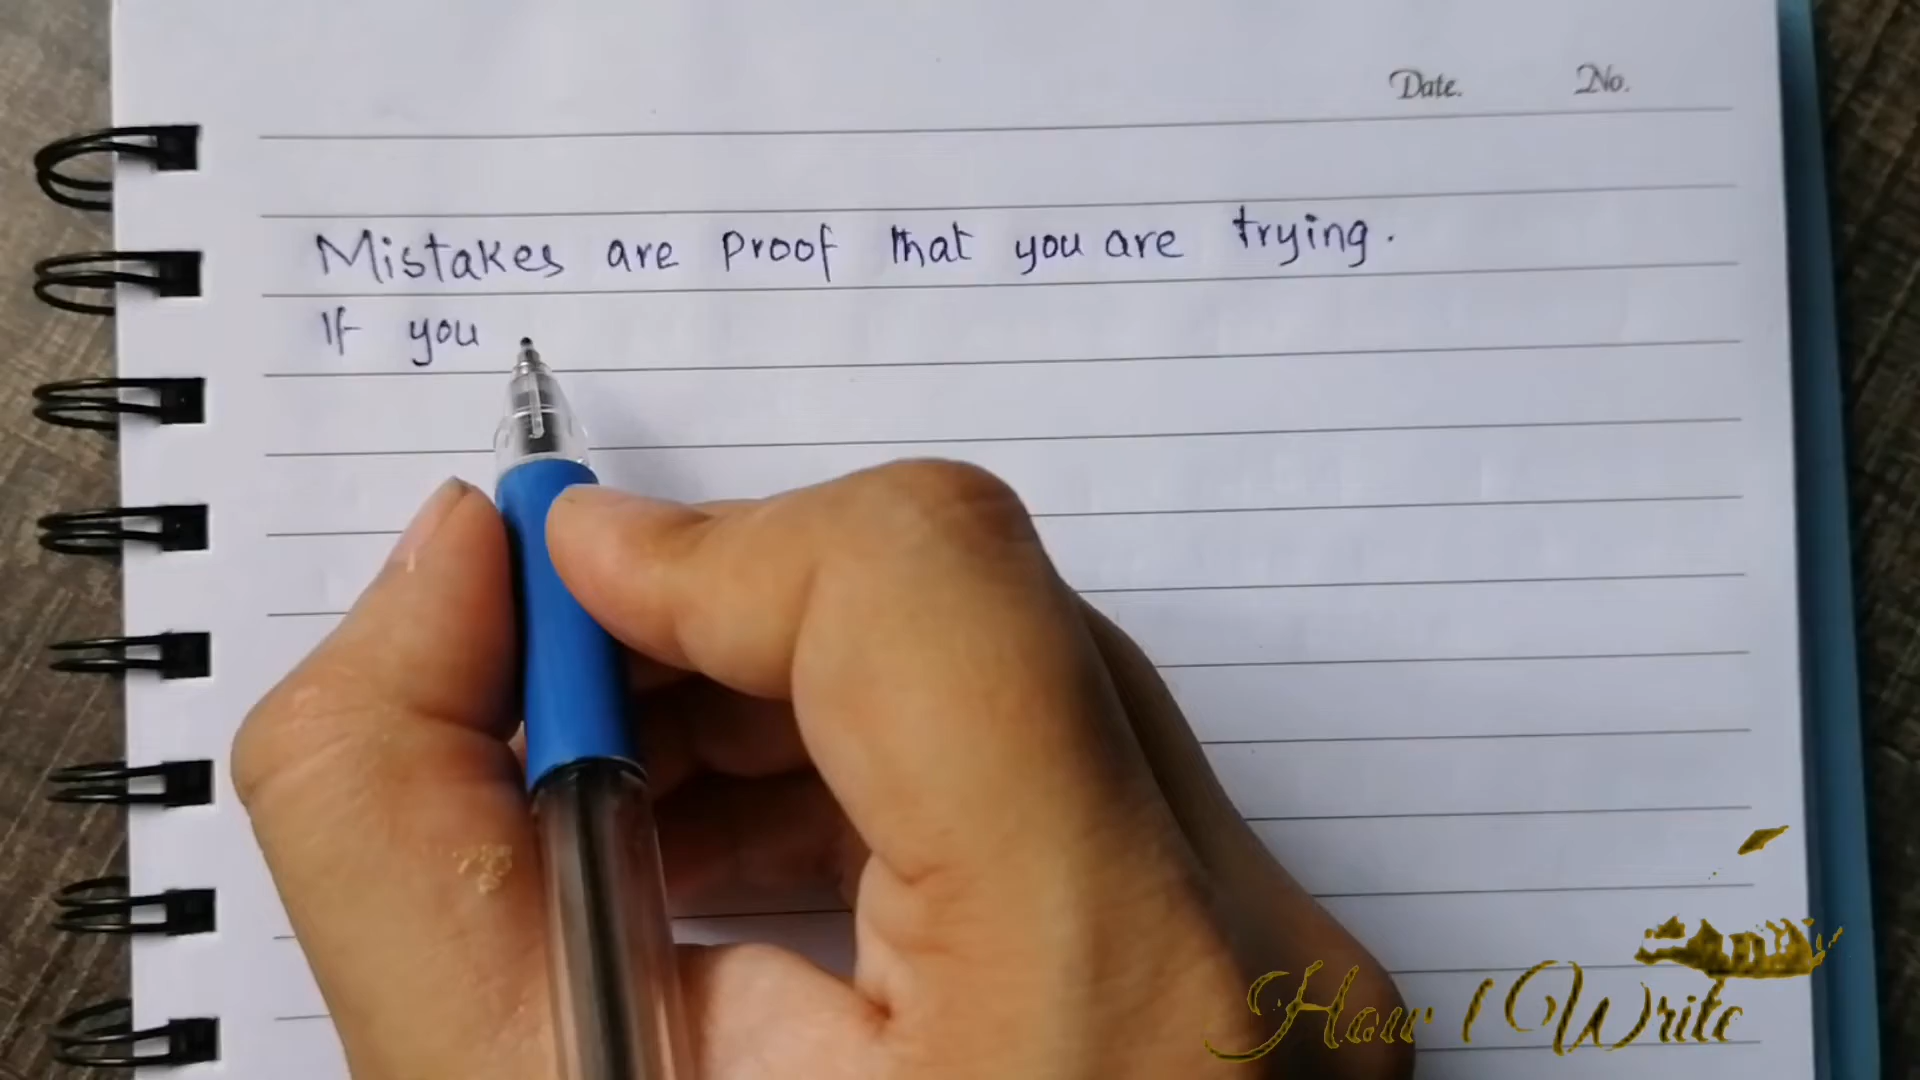 Date. No.
Mistakes are proof that you are trying.
If you
How I Write